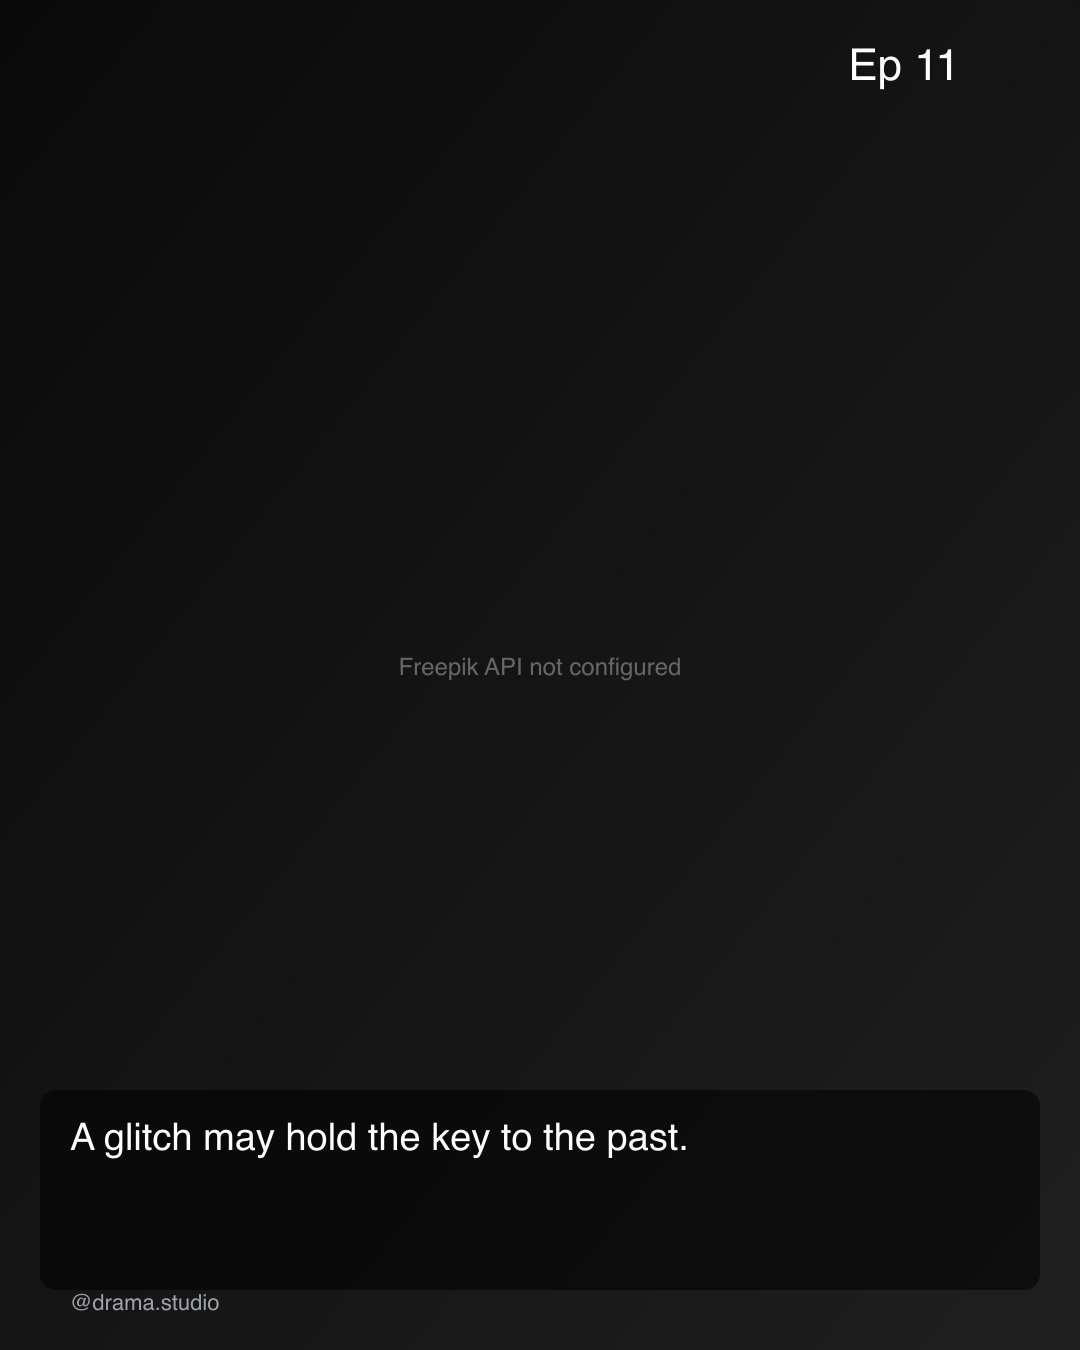 Ep 11
Freepik API not configured
A glitch may hold the key to the past.
@drama.studio